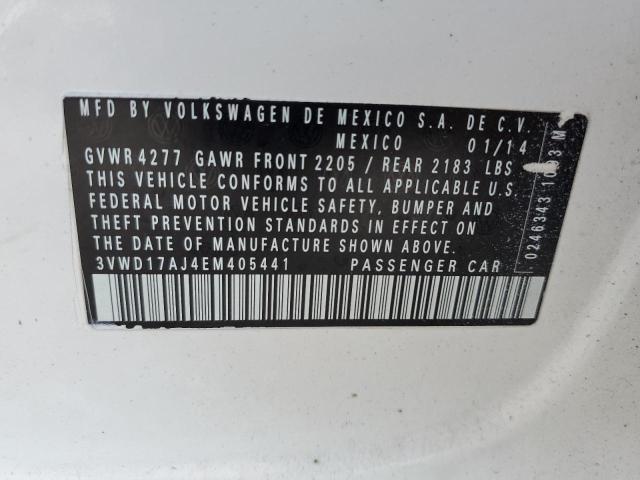 MFD BY VOLKSWAGEN DE MEXICO S.A. DE C.V.
MEXICO 01/14
GVWR 4277 GAWR FRONT 2205 / REAR 2183 LBS
THIS VEHICLE CONFORMS TO ALL APPLICABLE U.S.
FEDERAL MOTOR VEHICLE SAFETY, BUMPER AND
THEFT PREVENTION STANDARDS IN EFFECT ON
THE DATE OF MANUFACTURE SHOWN ABOVE.
3VWD17AJ4EM405441 PASSENGER CAR
0246343 M